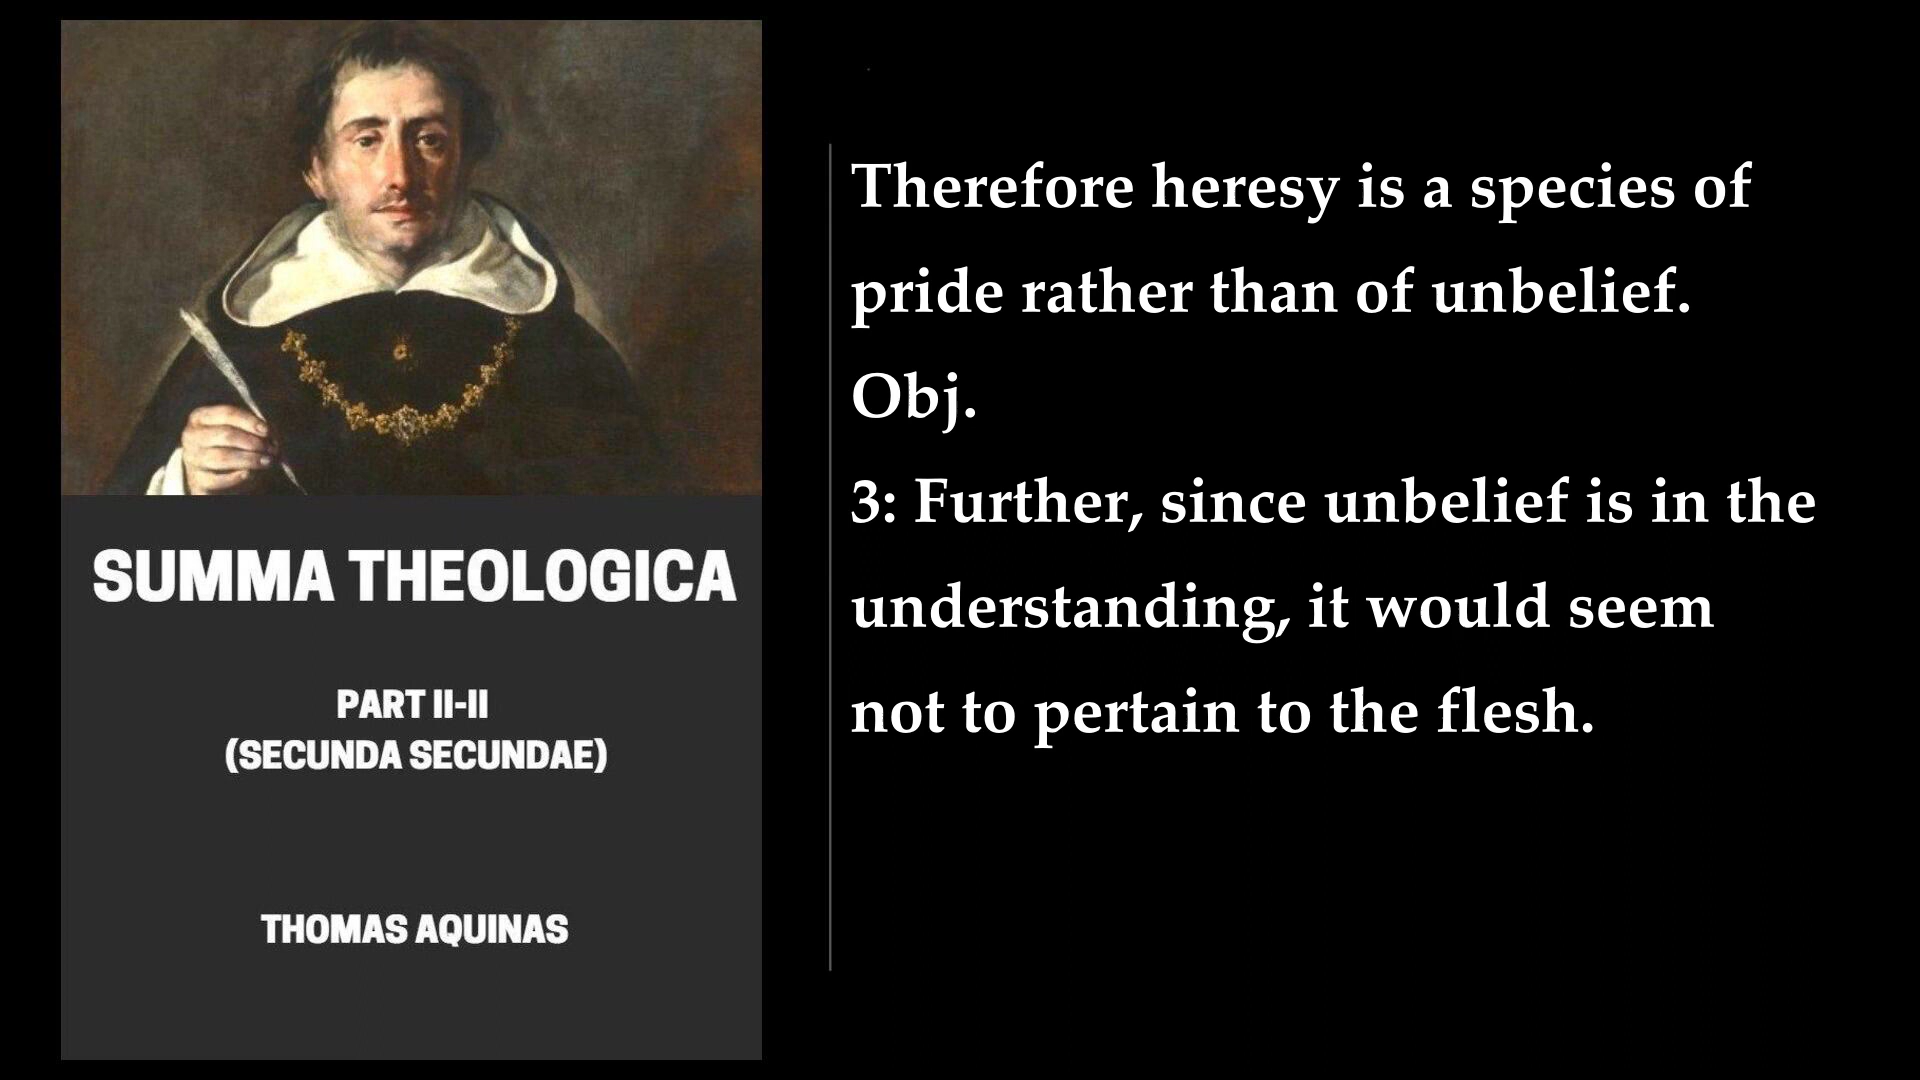 SUMMA THEOLOGICA
PART II-II
(SECUNDA SECUNDAE)
THOMAS AQUINAS
Therefore heresy is a species of
pride rather than of unbelief.
Obj.
3: Further, since unbelief is in the
understanding, it would seem
not to pertain to the flesh.